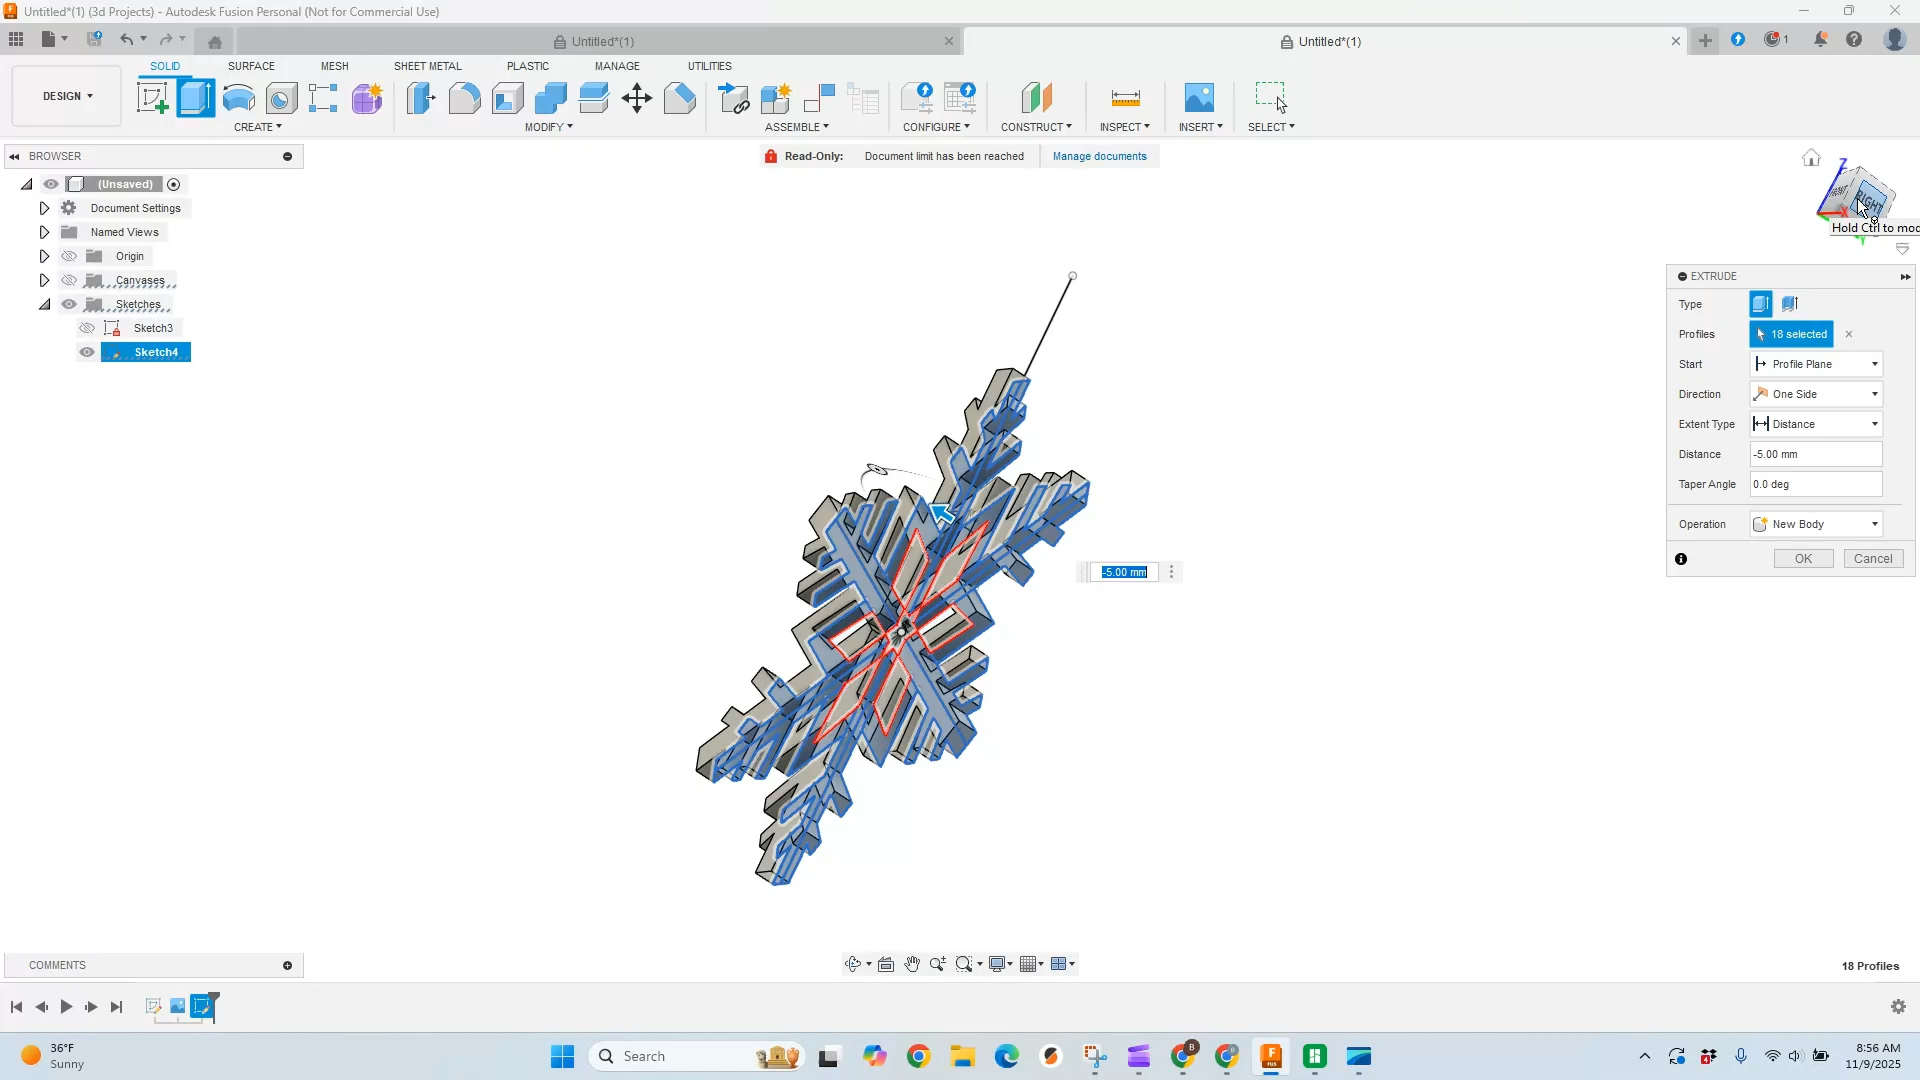 Untitled*(1) (3d Projects) - Autodesk Fusion Personal (Not for Commercial Use)
Untitled*(1)
Untitled*(1)
1
DESIGN
SOLID
SURFACE
MESH
SHEET METAL
PLASTIC
MANAGE
UTILITIES
CREATE
MODIFY
ASSEMBLE
CONFIGURE
CONSTRUCT
INSPECT
INSERT
SELECT
BROWSER
Read-Only: Document limit has been reached Manage documents
(Unsaved)
Document Settings
Named Views
Origin
Canvases
Sketches
Sketch3
Sketch4
Z
FRONT
RIGHT
X
Y
Hold Ctrl to mod
EXTRUDE
Type
Profiles 18 selected
Start Profile Plane
Direction One Side
Extent Type Distance
Distance -5.00 mm
Taper Angle 0.0 deg
Operation New Body
OK Cancel
-5.00 mm
COMMENTS
18 Profiles
36°F
Sunny
Search
8:56 AM
11/9/2025